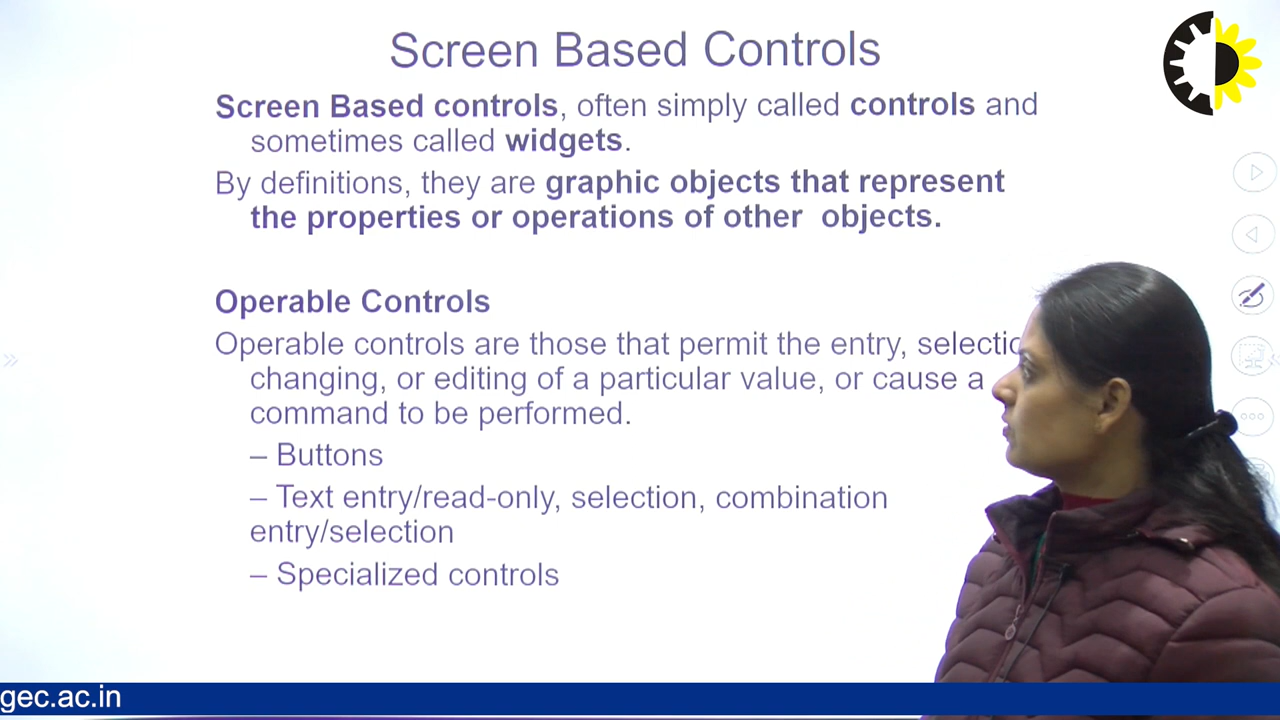 Screen Based Controls
Screen Based controls, often simply called controls and
sometimes called widgets.
By definitions, they are graphic objects that represent
the properties or operations of other objects.
Operable Controls
Operable controls are those that permit the entry,
changing, or editing of a particular value, or cause a
command to be performed.
– Buttons
– Text entry/read-only, selection, combination
entry/selection
– Specialized controls
gec.ac.in